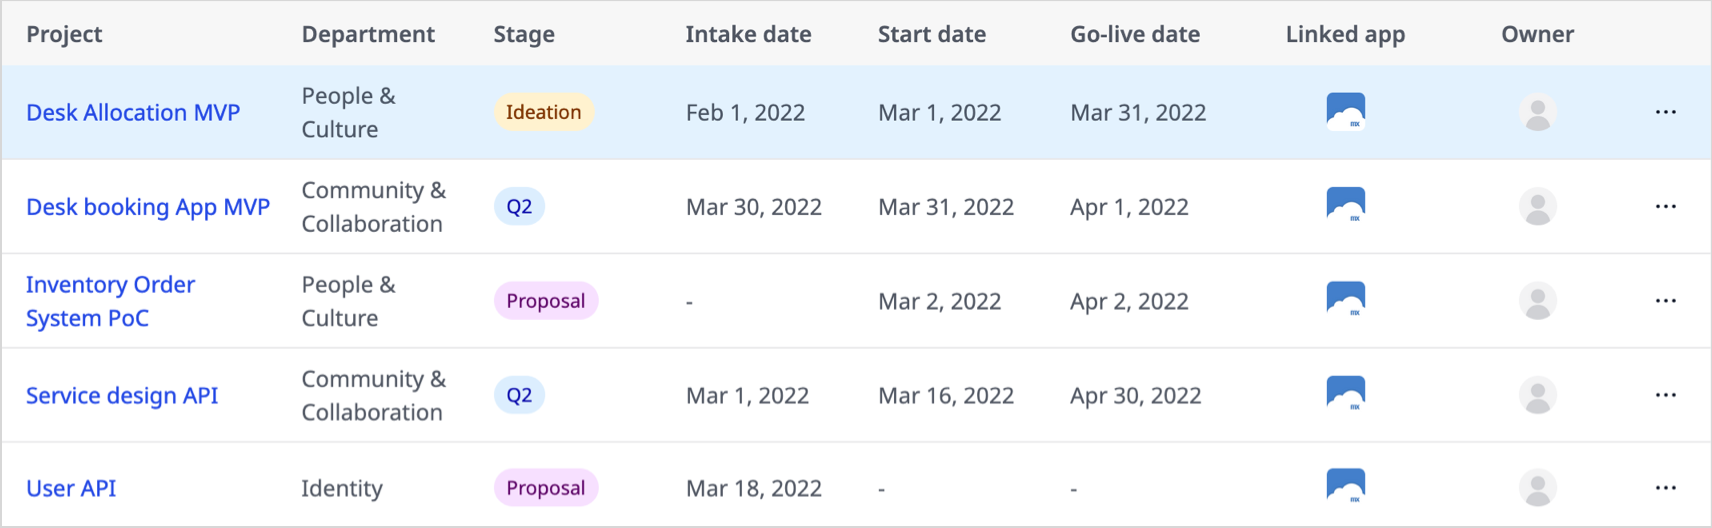 Project Department Stage Intake date Start date Go-live date Linked app Owner
Desk Allocation MVP People &
Culture Ideation Feb 1, 2022 Mar 1, 2022 Mar 31, 2022 mx ...
Desk booking App MVP Community &
Collaboration Q2 Mar 30, 2022 Mar 31, 2022 Apr 1, 2022 mx ...
Inventory Order
System PoC People &
Culture Proposal - Mar 2, 2022 Apr 2, 2022 mx ...
Service design API Community &
Collaboration Q2 Mar 1, 2022 Mar 16, 2022 Apr 30, 2022 mx ...
User API Identity Proposal Mar 18, 2022 - - mx ...